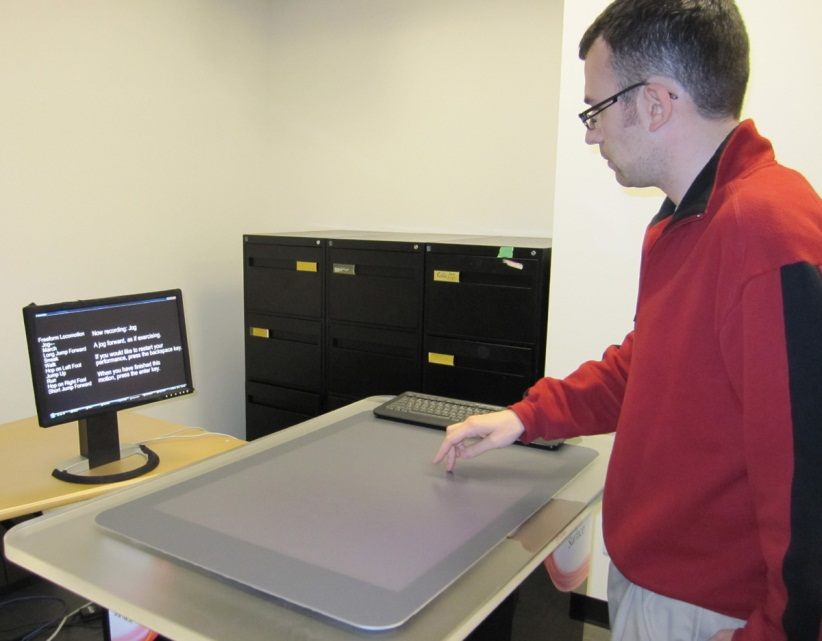 Freeform Locomotion
Jog
March
Long Jump Forward
Sneak
Walk
Hop on Left Foot
Jump Up
Run
Hop on Right Foot
Short Jump Forward
Now recording: Jog
A jog forward, as if exercising.
If you would like to restart your
performance, press the backspace key.
When you have finished this
motion, press the enter key.